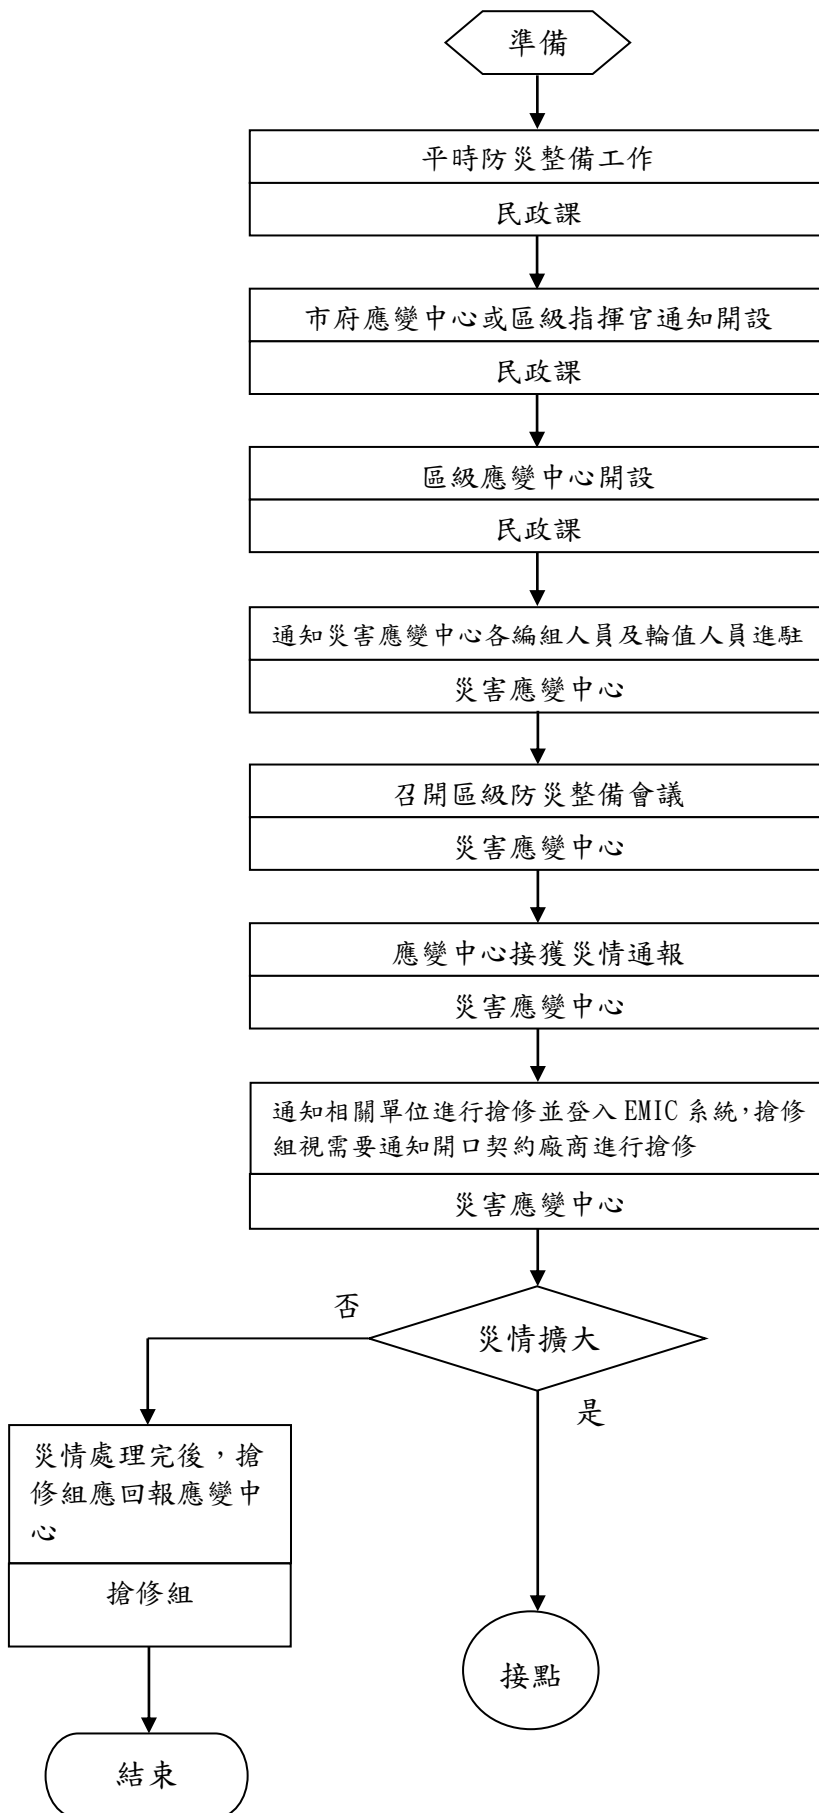 準備
平時防災整備工作
民政課
市府應變中心或區級指揮官通知開設
民政課
區級應變中心開設
民政課
通知災害應變中心各編組人員及輪值人員進駐
災害應變中心
召開區級防災整備會議
災害應變中心
應變中心接獲災情通報
災害應變中心
通知相關單位進行搶修並登入 EMIC 系統，搶修
組視需要通知開口契約廠商進行搶修
災害應變中心
否
災情擴大
是
災情處理完後，搶
修組應回報應變中
心
搶修組
接點
結束